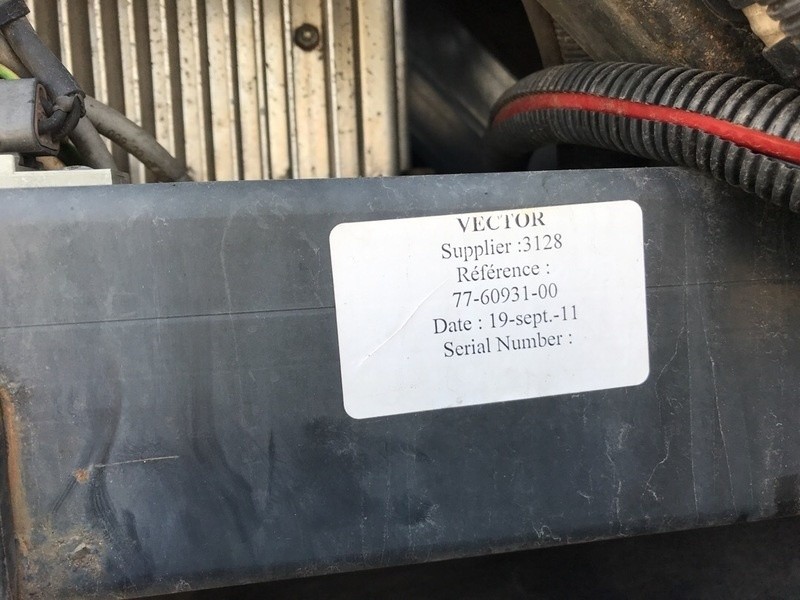 VECTOR
Supplier :3128
Référence :
77-60931-00
Date : 19-sept.-11
Serial Number :